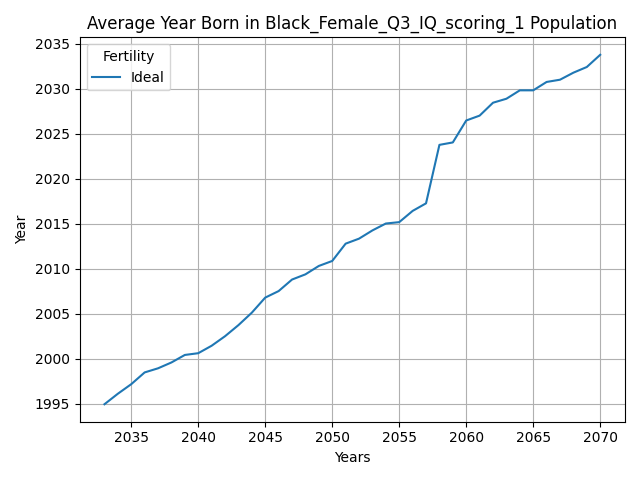 Average Year Born in Black_Female_Q3_IQ_scoring_1 Population
Fertility
Ideal
2035
2030
2025
2020
2015
2010
2005
2000
1995
Year
2035 2040 2045 2050 2055 2060 2065 2070
Years